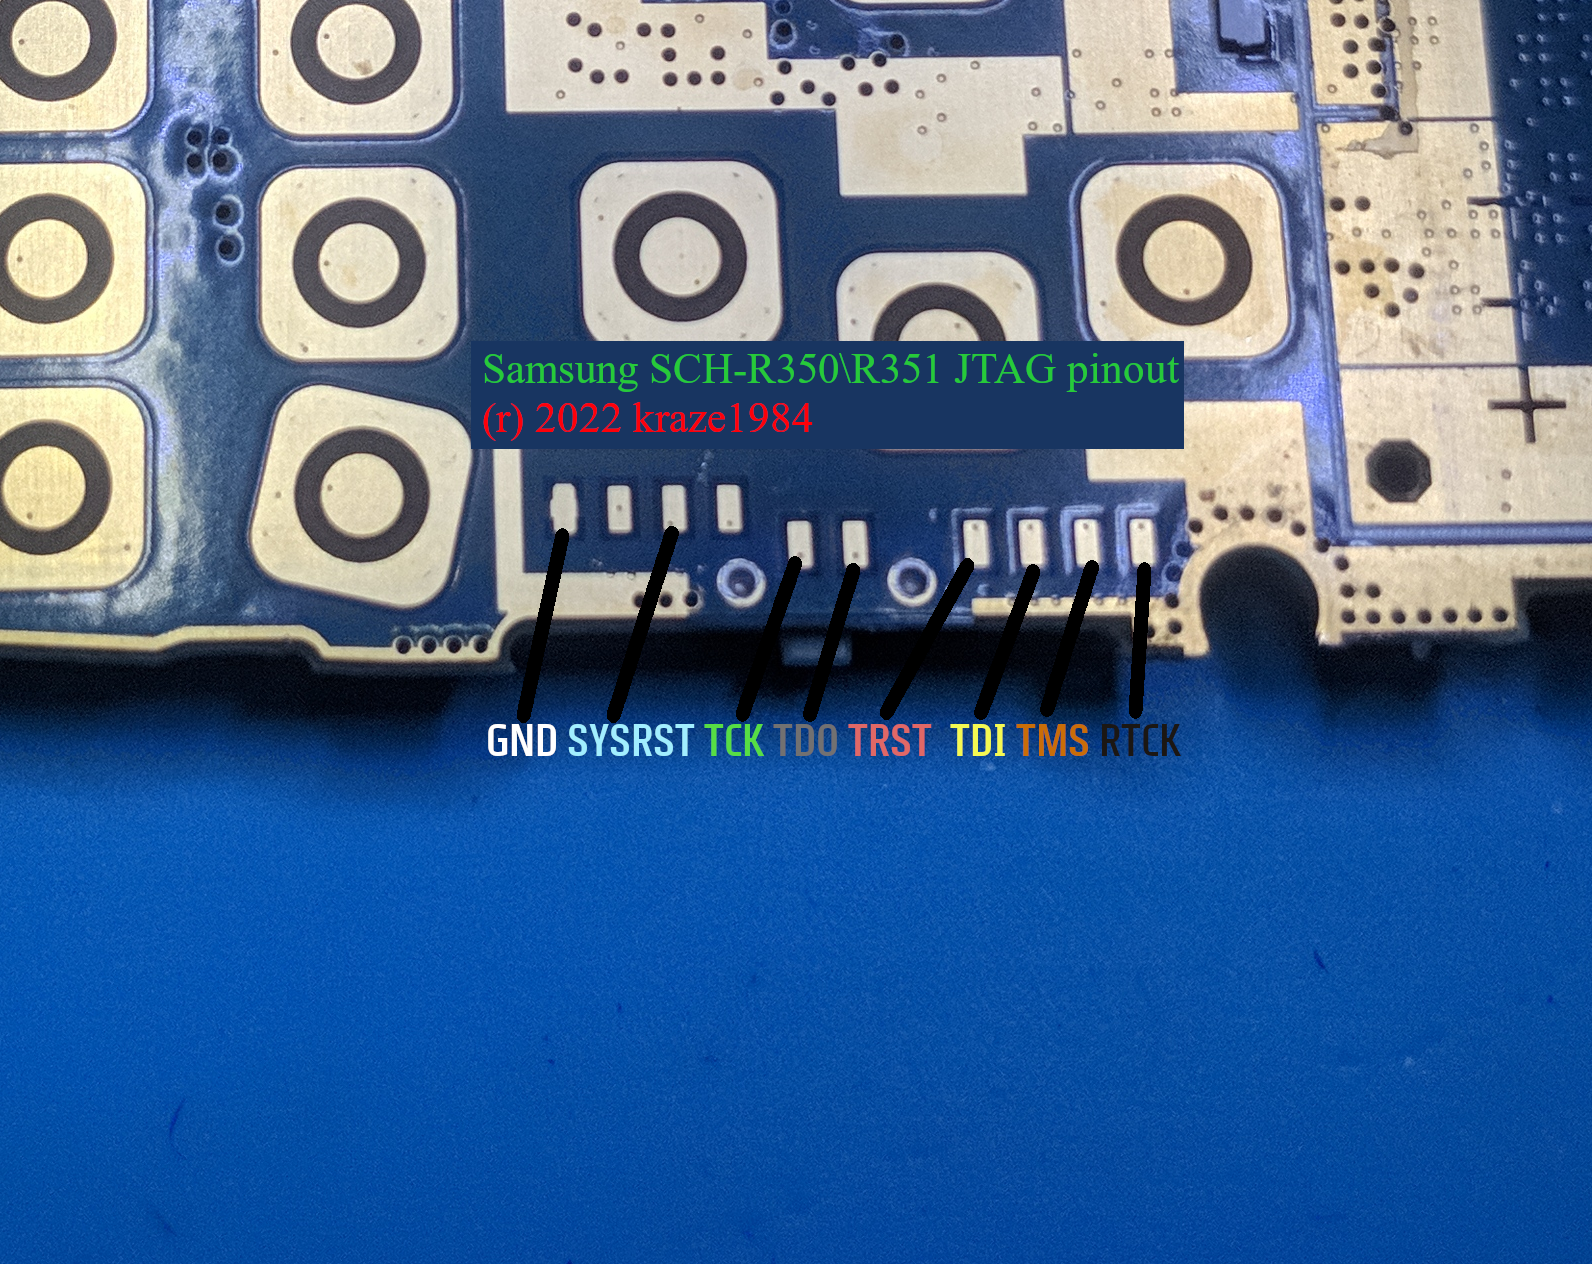 Samsung SCH-R350\R351 JTAG pinout
(r) 2022 kraze1984
GND SYSRST TCK TDO TRST TDI TMS RTCK